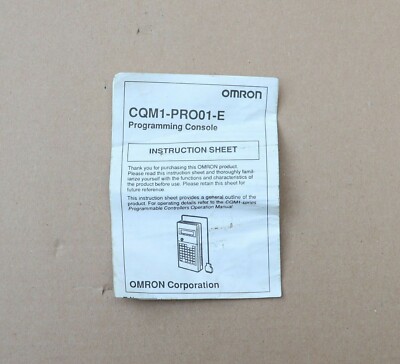 OMRON
CQM1-PRO01-E
Programming Console
INSTRUCTION SHEET
Thank you for purchasing this OMRON product.
Please read this instruction sheet and thoroughly famil-
iarize yourself with the functions and characteristics of
the product before use. Please retain this sheet for
future reference.
This instruction sheet provides a general outline of the
product. For operating details refer to the CQM1-series
Programmable Controllers Operation Manual.
OMRON Corporation